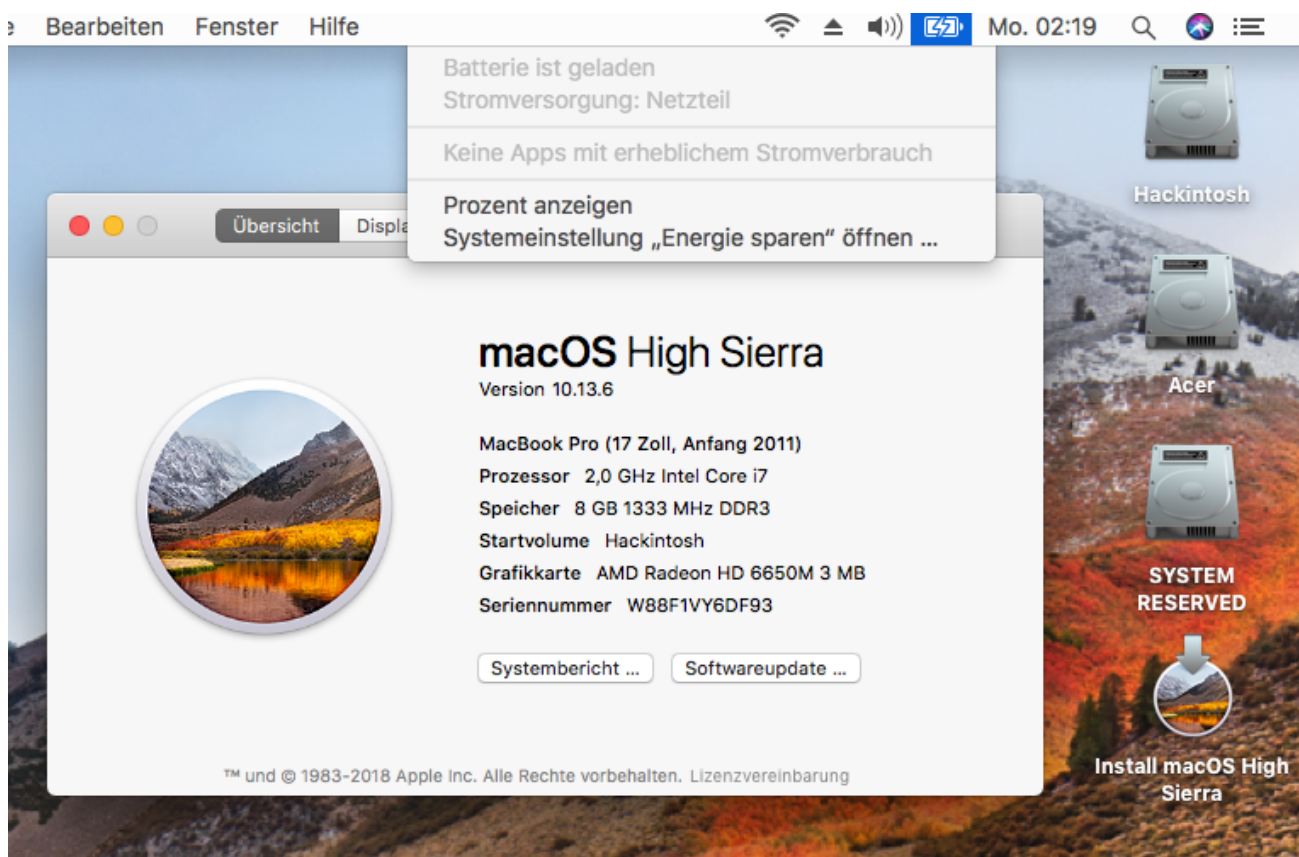 Bearbeiten Fenster Hilfe Mo. 02:19
Batterie ist geladen
Stromversorgung: Netzteil
Keine Apps mit erheblichem Stromverbrauch
Prozent anzeigen
Systemeinstellung „Energie sparen“ öffnen ...
Übersicht Displa
macOS High Sierra
Version 10.13.6
MacBook Pro (17 Zoll, Anfang 2011)
Prozessor 2,0 GHz Intel Core i7
Speicher 8 GB 1333 MHz DDR3
Startvolume Hackintosh
Grafikkarte AMD Radeon HD 6650M 3 MB
Seriennummer W88F1VY6DF93
Systembericht ... Softwareupdate ...
™ und © 1983-2018 Apple Inc. Alle Rechte vorbehalten. Lizenzvereinbarung
Hackintosh
Acer
SYSTEM
RESERVED
Install macOS High
Sierra